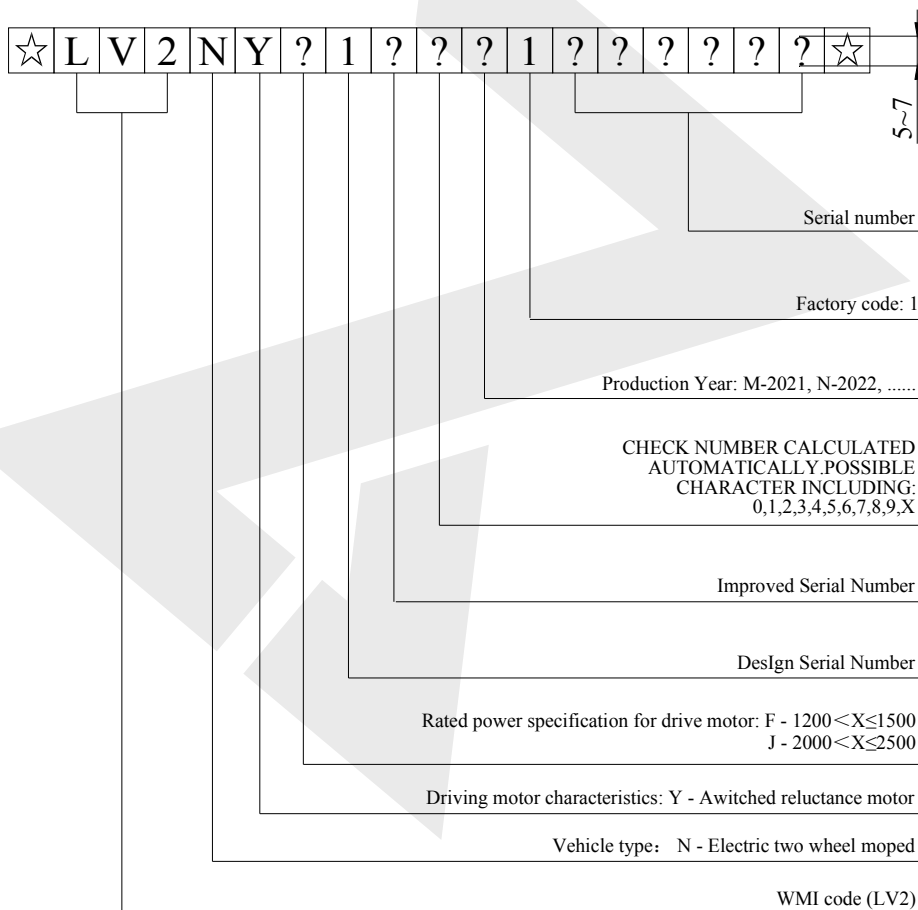 ☆LV2NY?1???1??????☆
5~7
Serial number
Factory code: 1
Production Year: M-2021, N-2022, ......
CHECK NUMBER CALCULATED
AUTOMATICALLY.POSSIBLE
CHARACTER INCLUDING:
0,1,2,3,4,5,6,7,8,9,X
Improved Serial Number
DesIgn Serial Number
Rated power specification for drive motor: F - 1200＜X≤1500
J - 2000＜X≤2500
Driving motor characteristics: Y - Awitched reluctance motor
Vehicle type： N - Electric two wheel moped
WMI code (LV2)